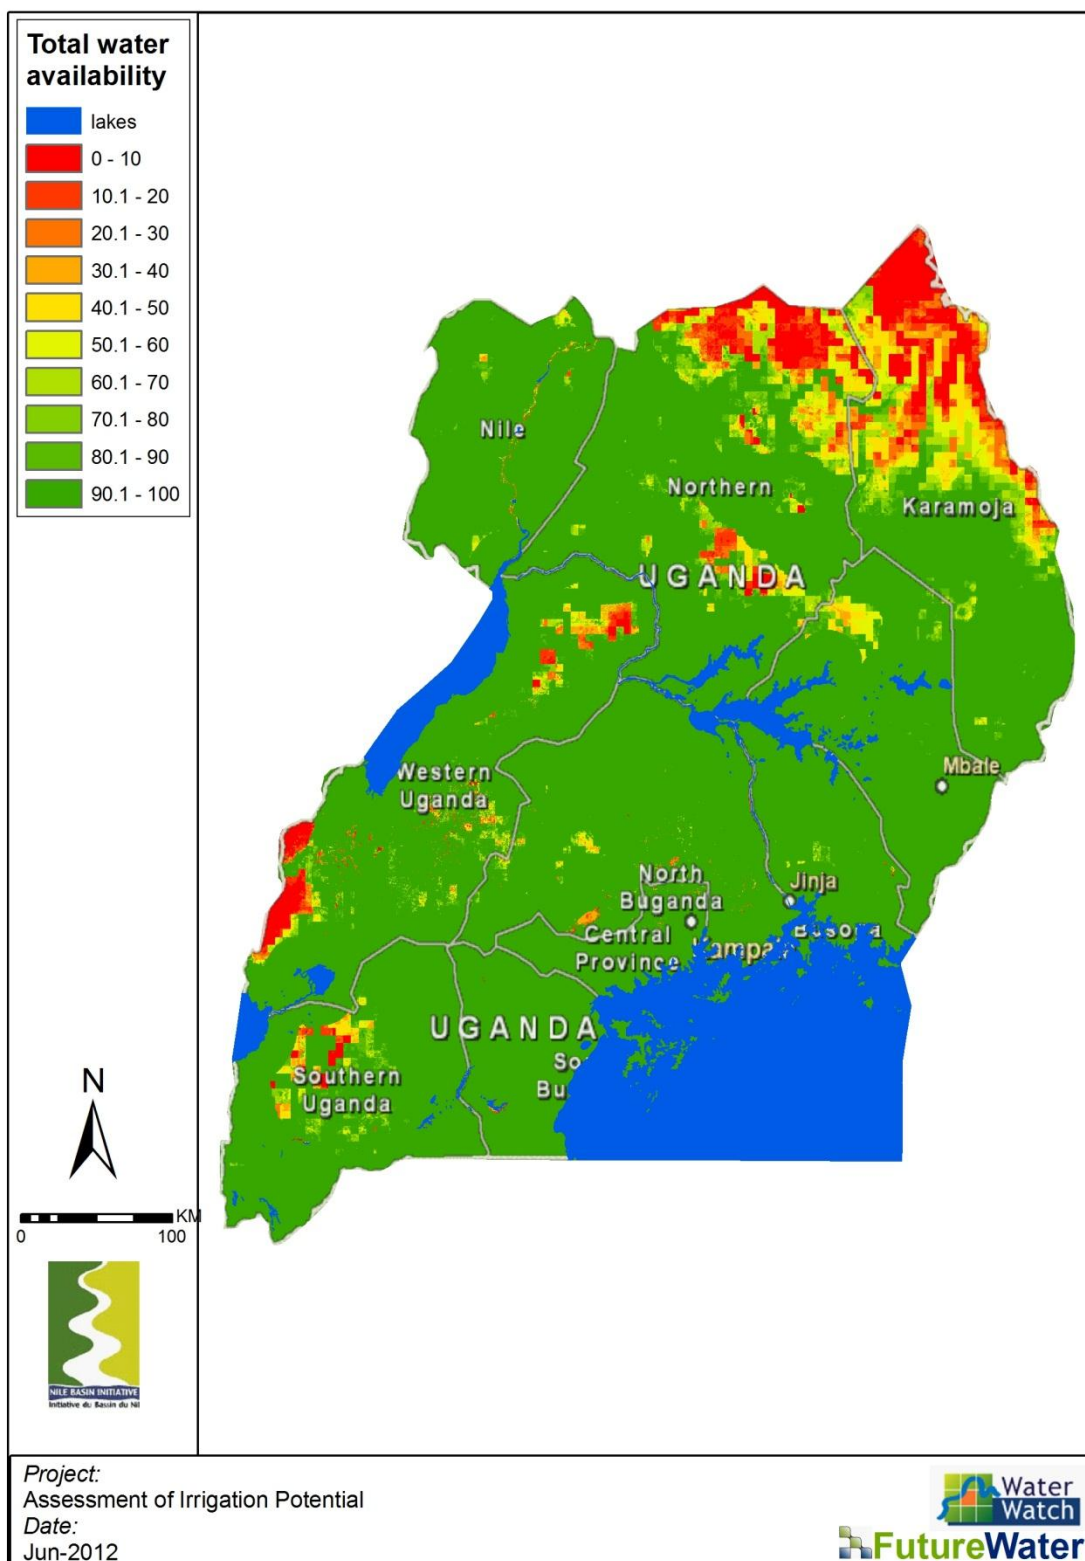 Total water
availability
lakes
0 - 10
10.1 - 20
20.1 - 30
30.1 - 40
40.1 - 50
50.1 - 60
60.1 - 70
70.1 - 80
80.1 - 90
90.1 - 100
Nile
Northern
Karamoja
UGANDA
Western
Uganda
Mbale
North
Buganda
Jinja
Central
Province
UGANDA
So
Bu
Southern
Uganda
N
KM
0 100
NILE BASIN INITIATIVE
Initiative du Bassin du Nil
Project:
Assessment of Irrigation Potential
Date:
Jun-2012
Water
Watch
FutureWater